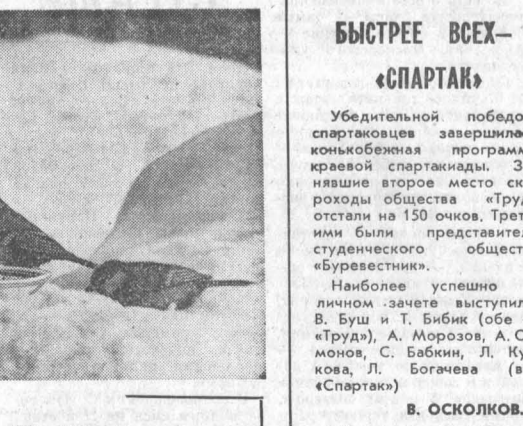 БЫСТРЕЕ ВСЕХ—
«СПАРТАК»
Убедительной победо
спартаковцев завершила
конькобежная програм
краевой спартакиады. З
нявшие второе место ск
роходы общества «Труд
отстали на 150 очков. Трет
ими были представител
студенческого общест
«Буревестник».
Наиболее успешно
личном зачете выступил
В. Буш и Т. Бибик (обе
«Труд»), А. Морозов, А. С
монов, С. Бабкин, Л. Ку
кова, Л. Богачева (в
«Спартак»)
В. ОСКОЛКОВ.